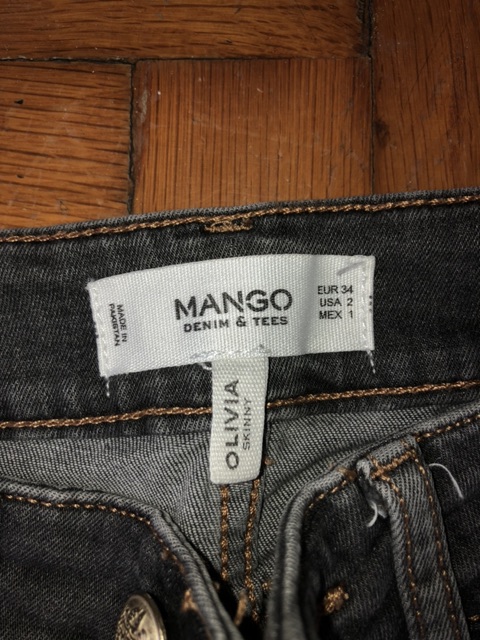 MADE IN
PAKISTAN
MANGO
DENIM & TEES
EUR 34
USA 2
MEX 1
OLIVIA
SKINNY